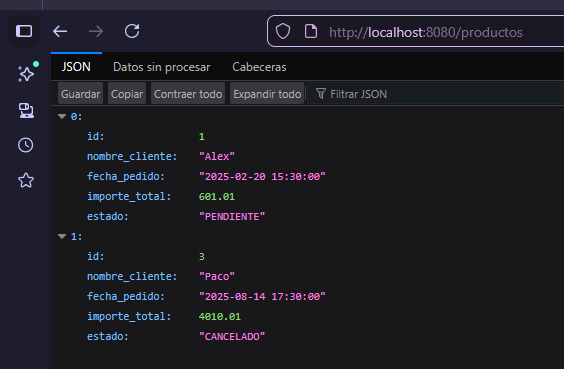 http://localhost:8080/productos
JSON Datos sin procesar Cabeceras
Guardar Copiar Contraer todo Expandir todo Filtrar JSON
0:
id: 1
nombre_cliente: "Alex"
fecha_pedido: "2025-02-20 15:30:00"
importe_total: 601.01
estado: "PENDIENTE"
1:
id: 3
nombre_cliente: "Paco"
fecha_pedido: "2025-08-14 17:30:00"
importe_total: 4010.01
estado: "CANCELADO"